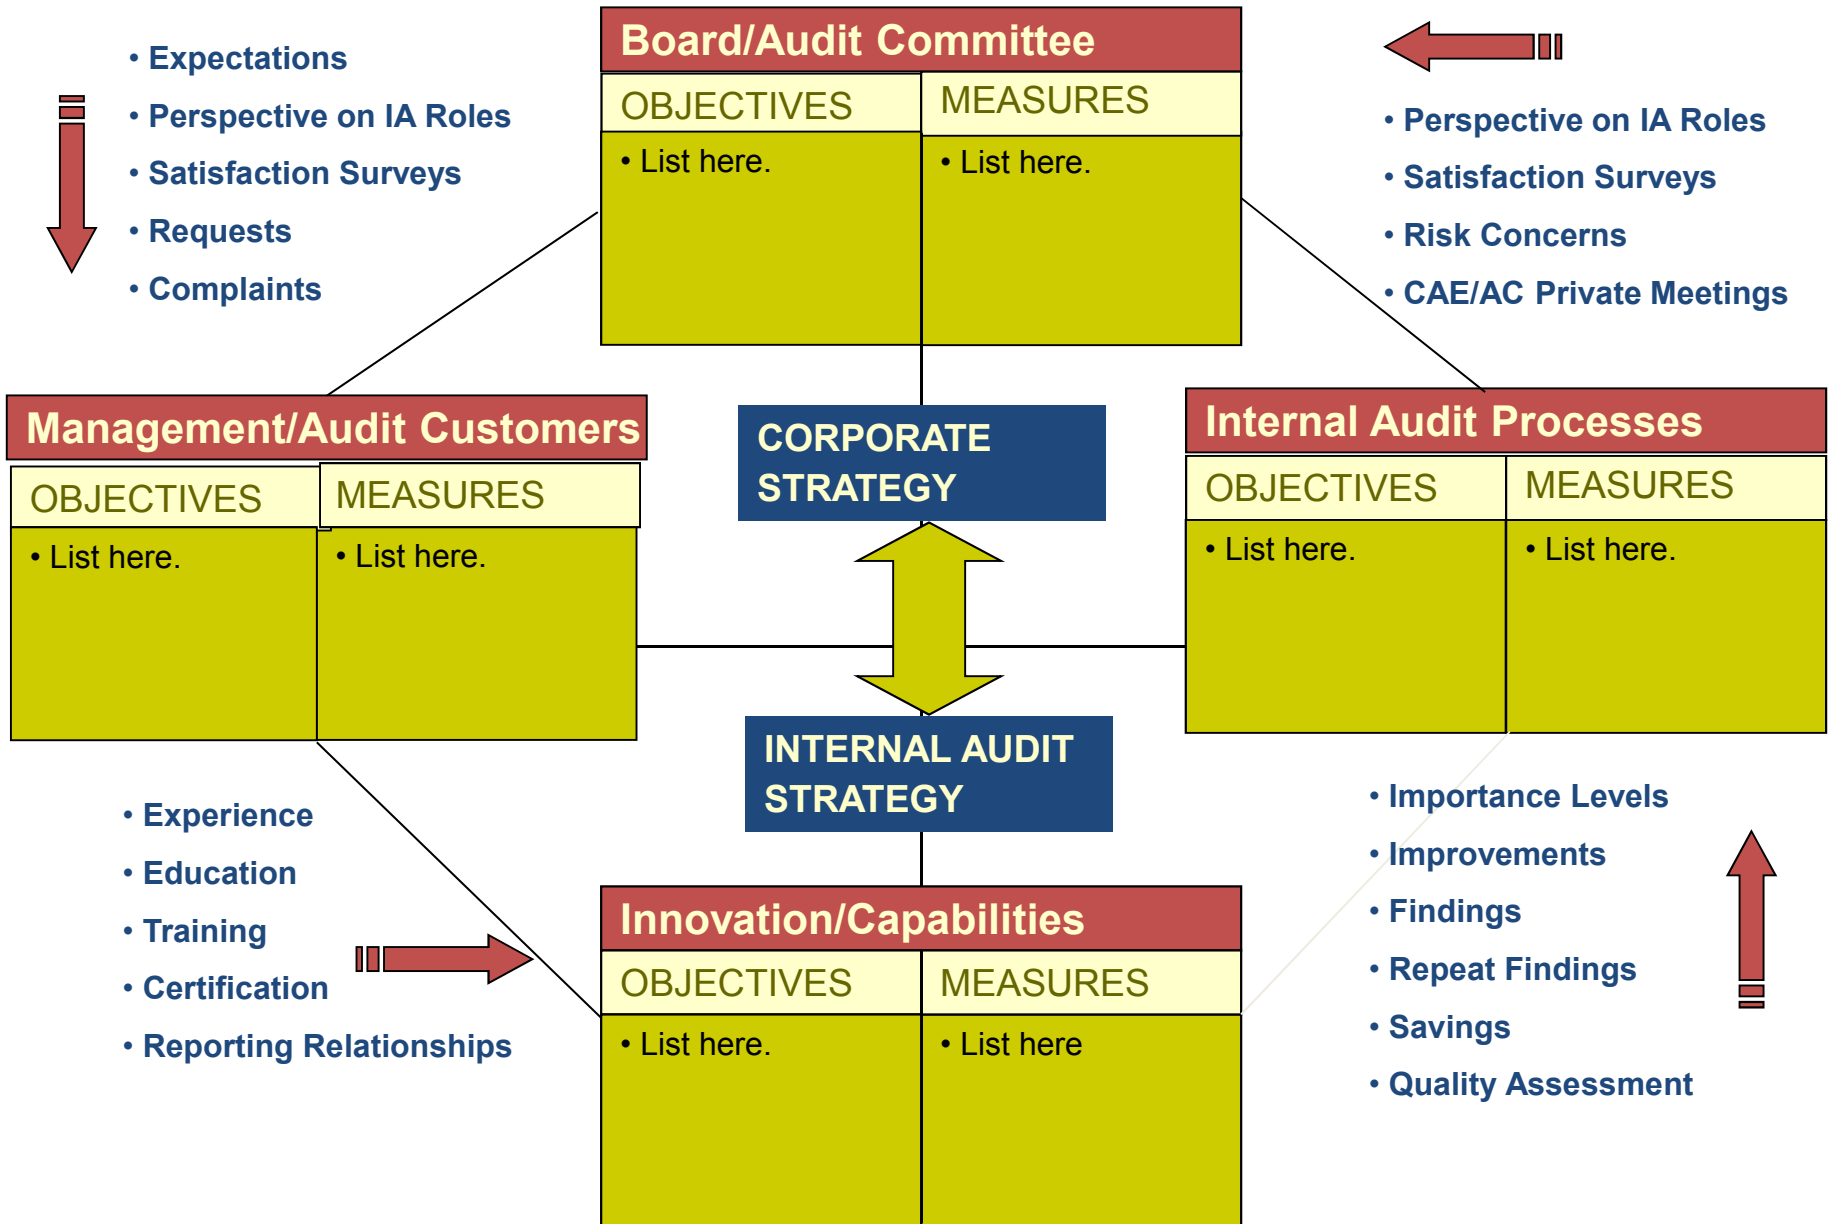 • Expectations
• Perspective on IA Roles
• Satisfaction Surveys
• Requests
• Complaints
Board/Audit Committee
OBJECTIVES
MEASURES
• List here.
• List here.
• Perspective on IA Roles
• Satisfaction Surveys
• Risk Concerns
• CAE/AC Private Meetings
Management/Audit Customers
OBJECTIVES
MEASURES
• List here.
• List here.
CORPORATE
STRATEGY
Internal Audit Processes
OBJECTIVES
MEASURES
• List here.
• List here.
INTERNAL AUDIT
STRATEGY
• Experience
• Education
• Training
• Certification
• Reporting Relationships
Innovation/Capabilities
OBJECTIVES
MEASURES
• List here.
• List here
• Importance Levels
• Improvements
• Findings
• Repeat Findings
• Savings
• Quality Assessment